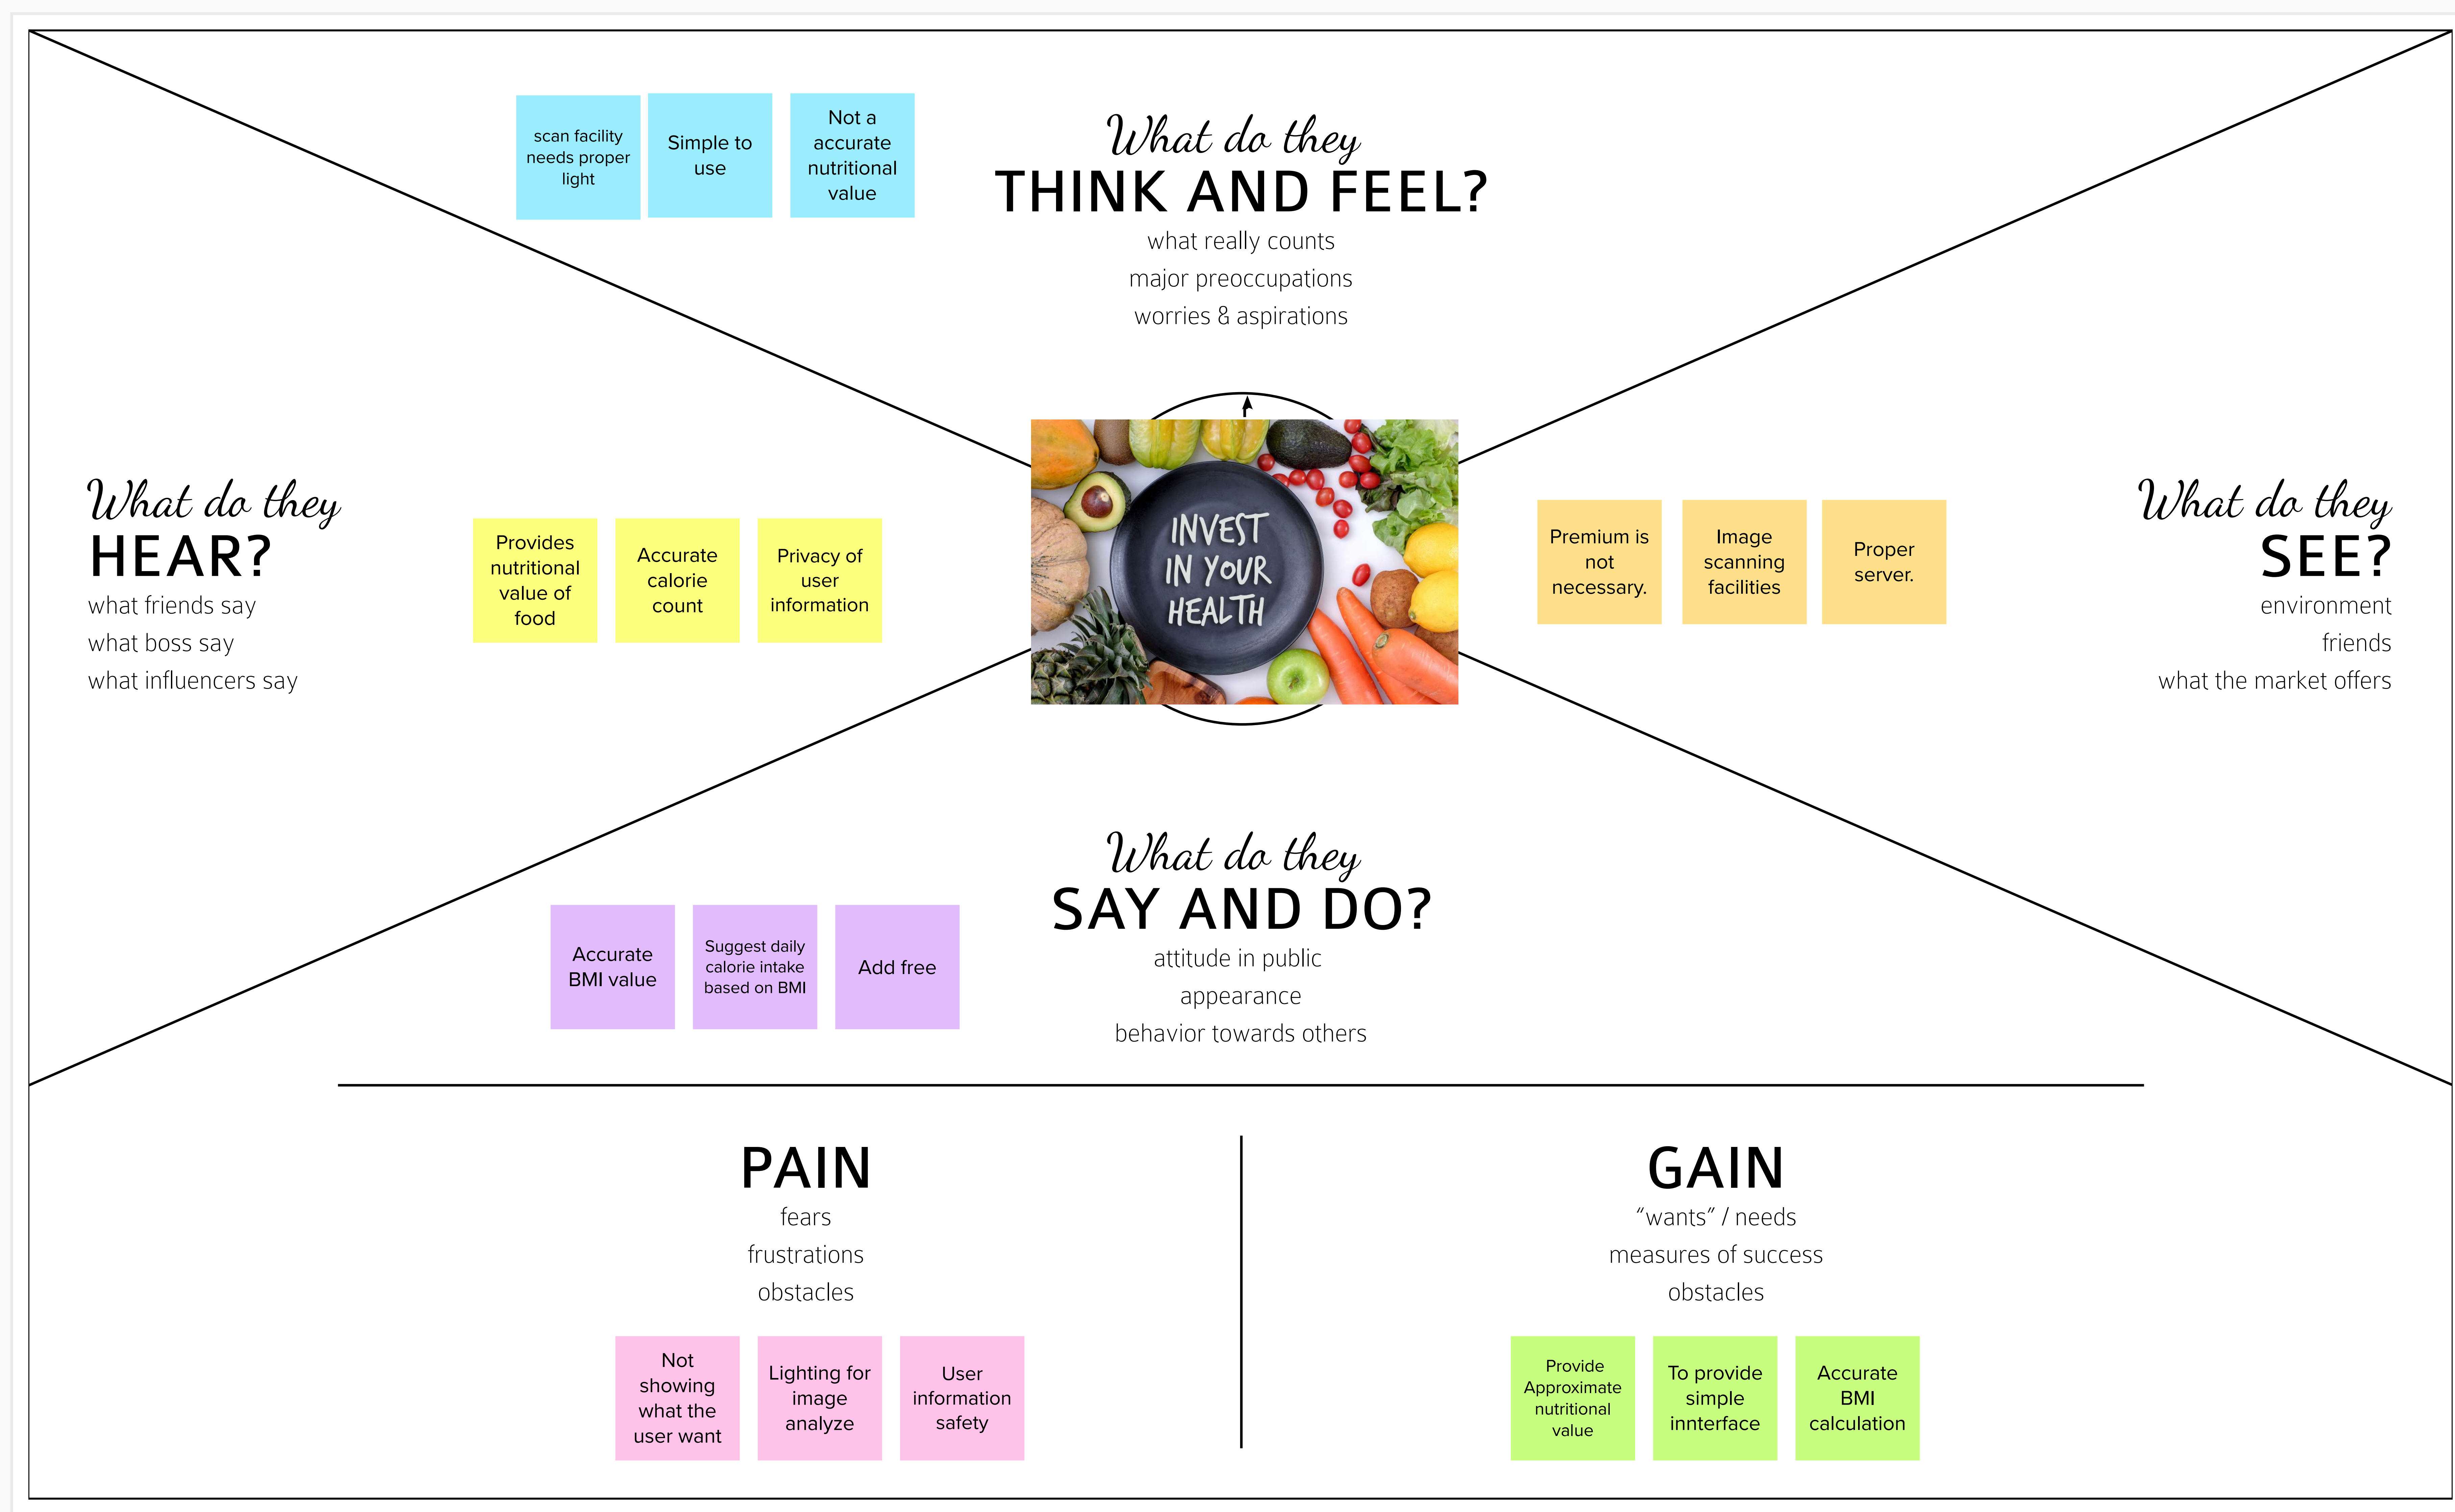 scan facility
needs proper
light
Simple to
use
Not a
accurate
nutritional
value
What do they
THINK AND FEEL?
what really counts
major preoccupations
worries & aspirations
What do they
HEAR?
what friends say
what boss say
what influencers say
Provides
nutritional
value of
food
Accurate
calorie
count
Privacy of
user
information
INVEST
IN YOUR
HEALTH
Premium is
not
necessary.
Image
scanning
facilities
Proper
server.
What do they
SEE?
environment
friends
what the market offers
What do they
SAY AND DO?
attitude in public
appearance
behavior towards others
Accurate
BMI value
Suggest daily
calorie intake
based on BMI
Add free
PAIN
fears
frustrations
obstacles
Not
showing
what the
user want
Lighting for
image
analyze
User
information
safety
GAIN
“wants” / needs
measures of success
obstacles
Provide
Approximate
nutritional
value
To provide
simple
innterface
Accurate
BMI
calculation